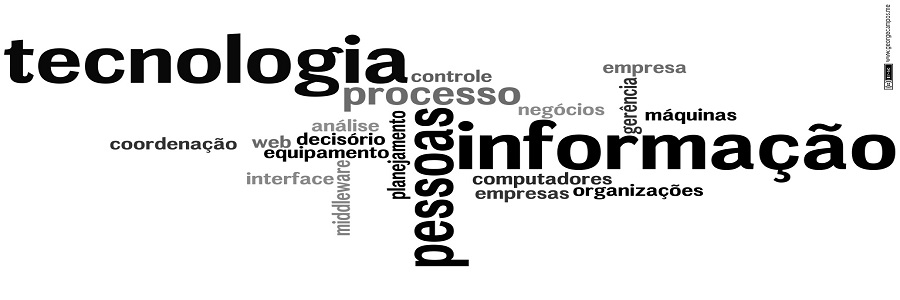 tecnologia
controle
processo
empresa
negócios
gerência
máquinas
análise
coordenação
web
decisório
equipamento
planejamento
pessoas
informação
interface
middleware
computadores
empresas
organizações
www.georgecampos.me